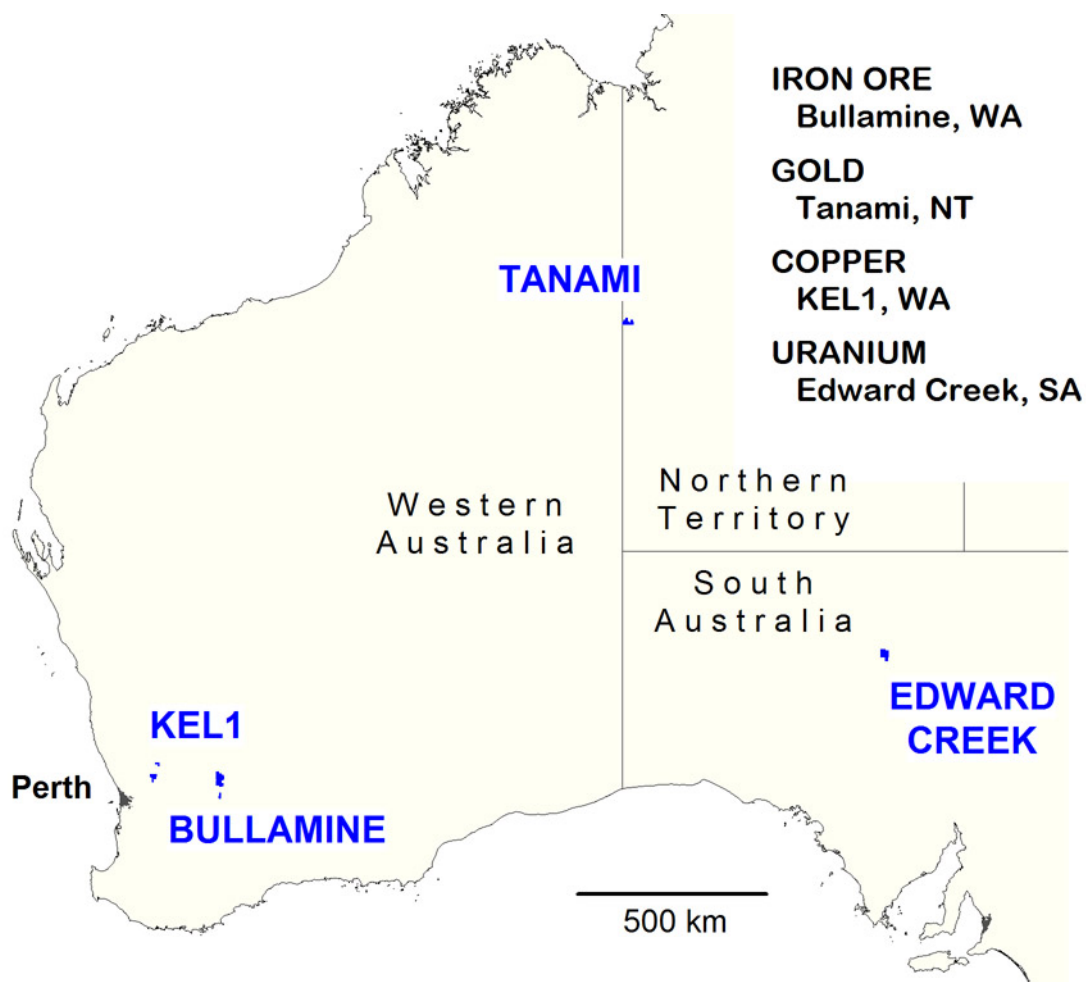 IRON ORE
Bullamine, WA
GOLD
Tanami, NT
COPPER
KEL1, WA
URANIUM
Edward Creek, SA
TANAMI
Northern
Territory
Western
Australia
South
Australia
EDWARD
CREEK
KEL1
Perth
BULLAMINE
500 km